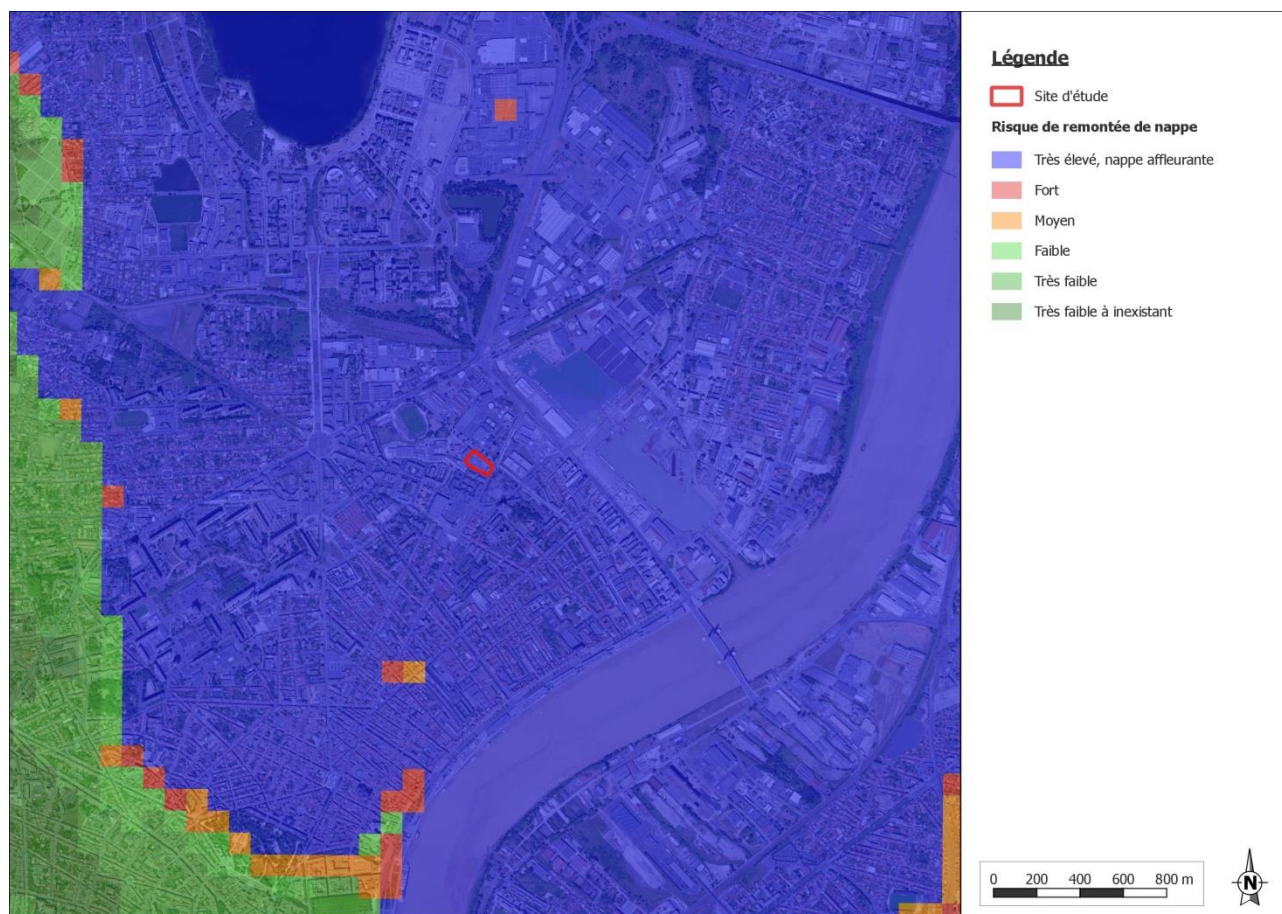 Légende
Site d'étude
Risque de remontée de nappe
Très élevé, nappe affleurante
Fort
Moyen
Faible
Très faible
Très faible à inexistant
0 200 400 600 800 m
N